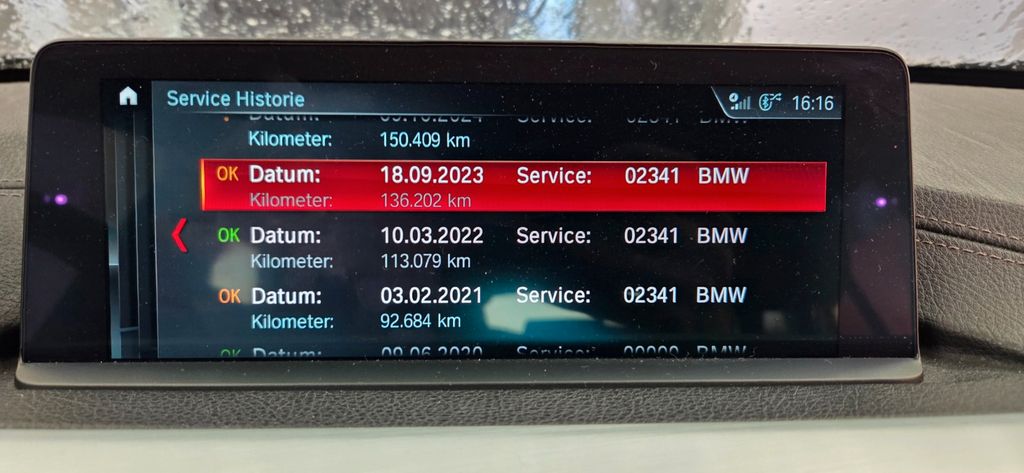 Service Historie
16:16
Kilometer: 150.409 km
OK Datum: 18.09.2023 Service: 02341 BMW
Kilometer: 136.202 km
OK Datum: 10.03.2022 Service: 02341 BMW
Kilometer: 113.079 km
OK Datum: 03.02.2021 Service: 02341 BMW
Kilometer: 92.684 km